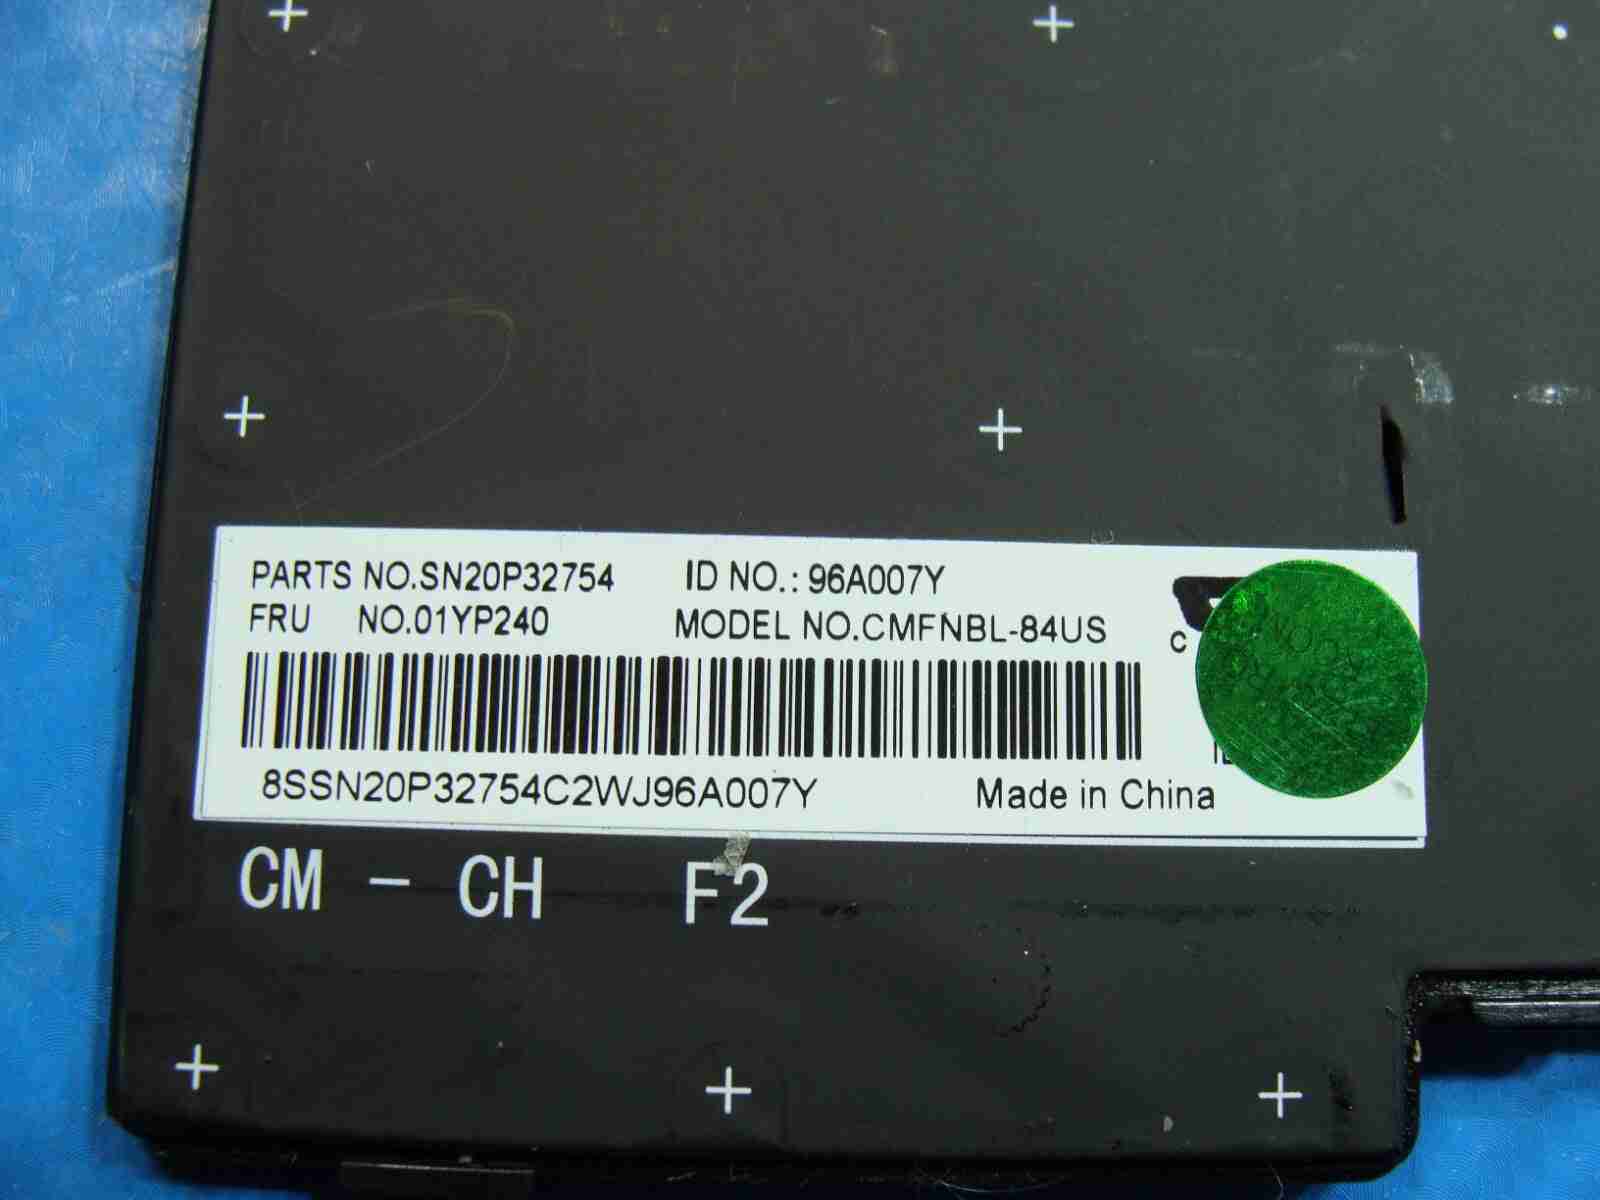 PARTS NO.SN20P32754 ID NO.: 96A007Y
FRU NO.01YP240 MODEL NO.CMFNBL-84US
8SSN20P32754C2WJ96A007Y Made in China
CM - CH F2